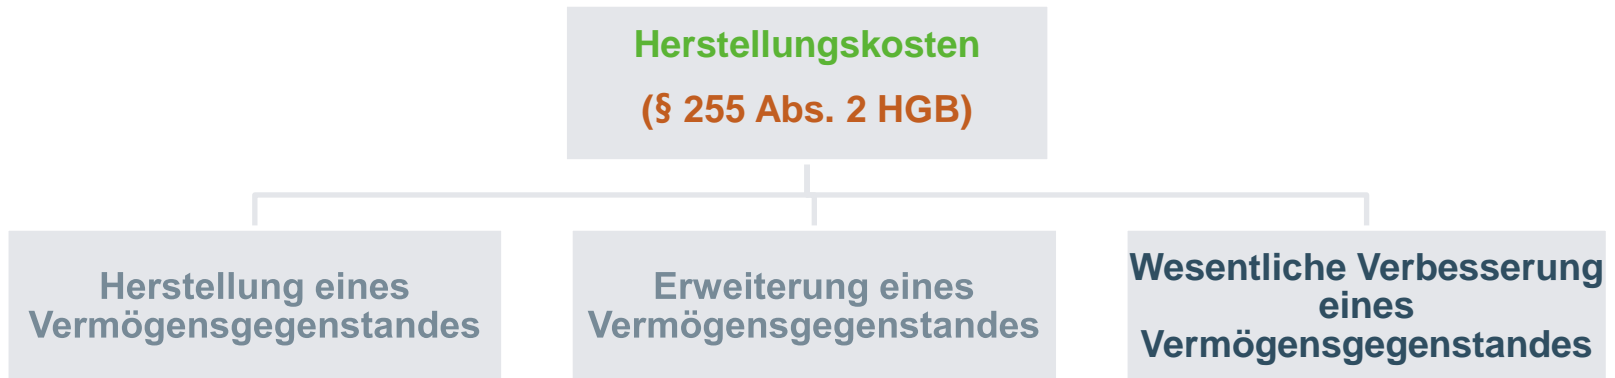 Herstellungskosten
(§ 255 Abs. 2 HGB)
Herstellung eines
Vermögensgegenstandes
Erweiterung eines
Vermögensgegenstandes
Wesentliche Verbesserung
eines
Vermögensgegenstandes